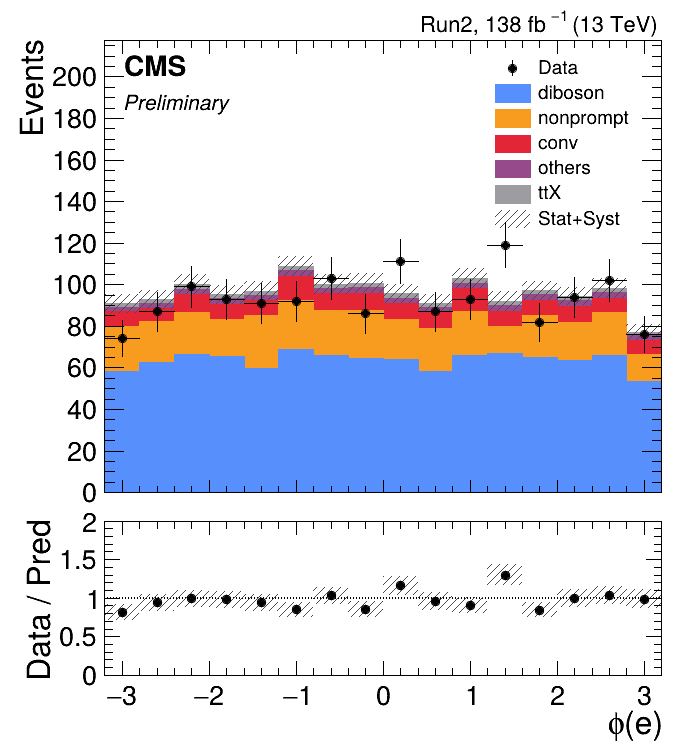 Run2, 138 fb⁻¹ (13 TeV)
CMS
Preliminary
Events
Data
diboson
nonprompt
conv
others
ttX
Stat+Syst
200
180
160
140
120
100
80
60
40
20
0
Data / Pred
2
1.5
1
0.5
0
−3 −2 −1 0 1 2 3
ϕ(e)